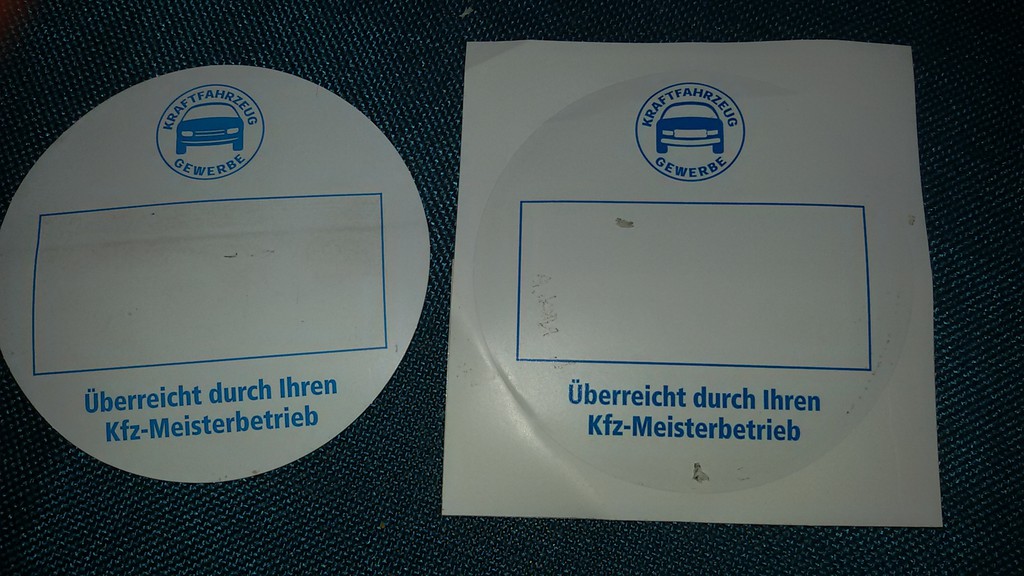 KRAFTFAHRZEUG
GEWERBE
Überreicht durch Ihren
Kfz-Meisterbetrieb
KRAFTFAHRZEUG
GEWERBE
Überreicht durch Ihren
Kfz-Meisterbetrieb